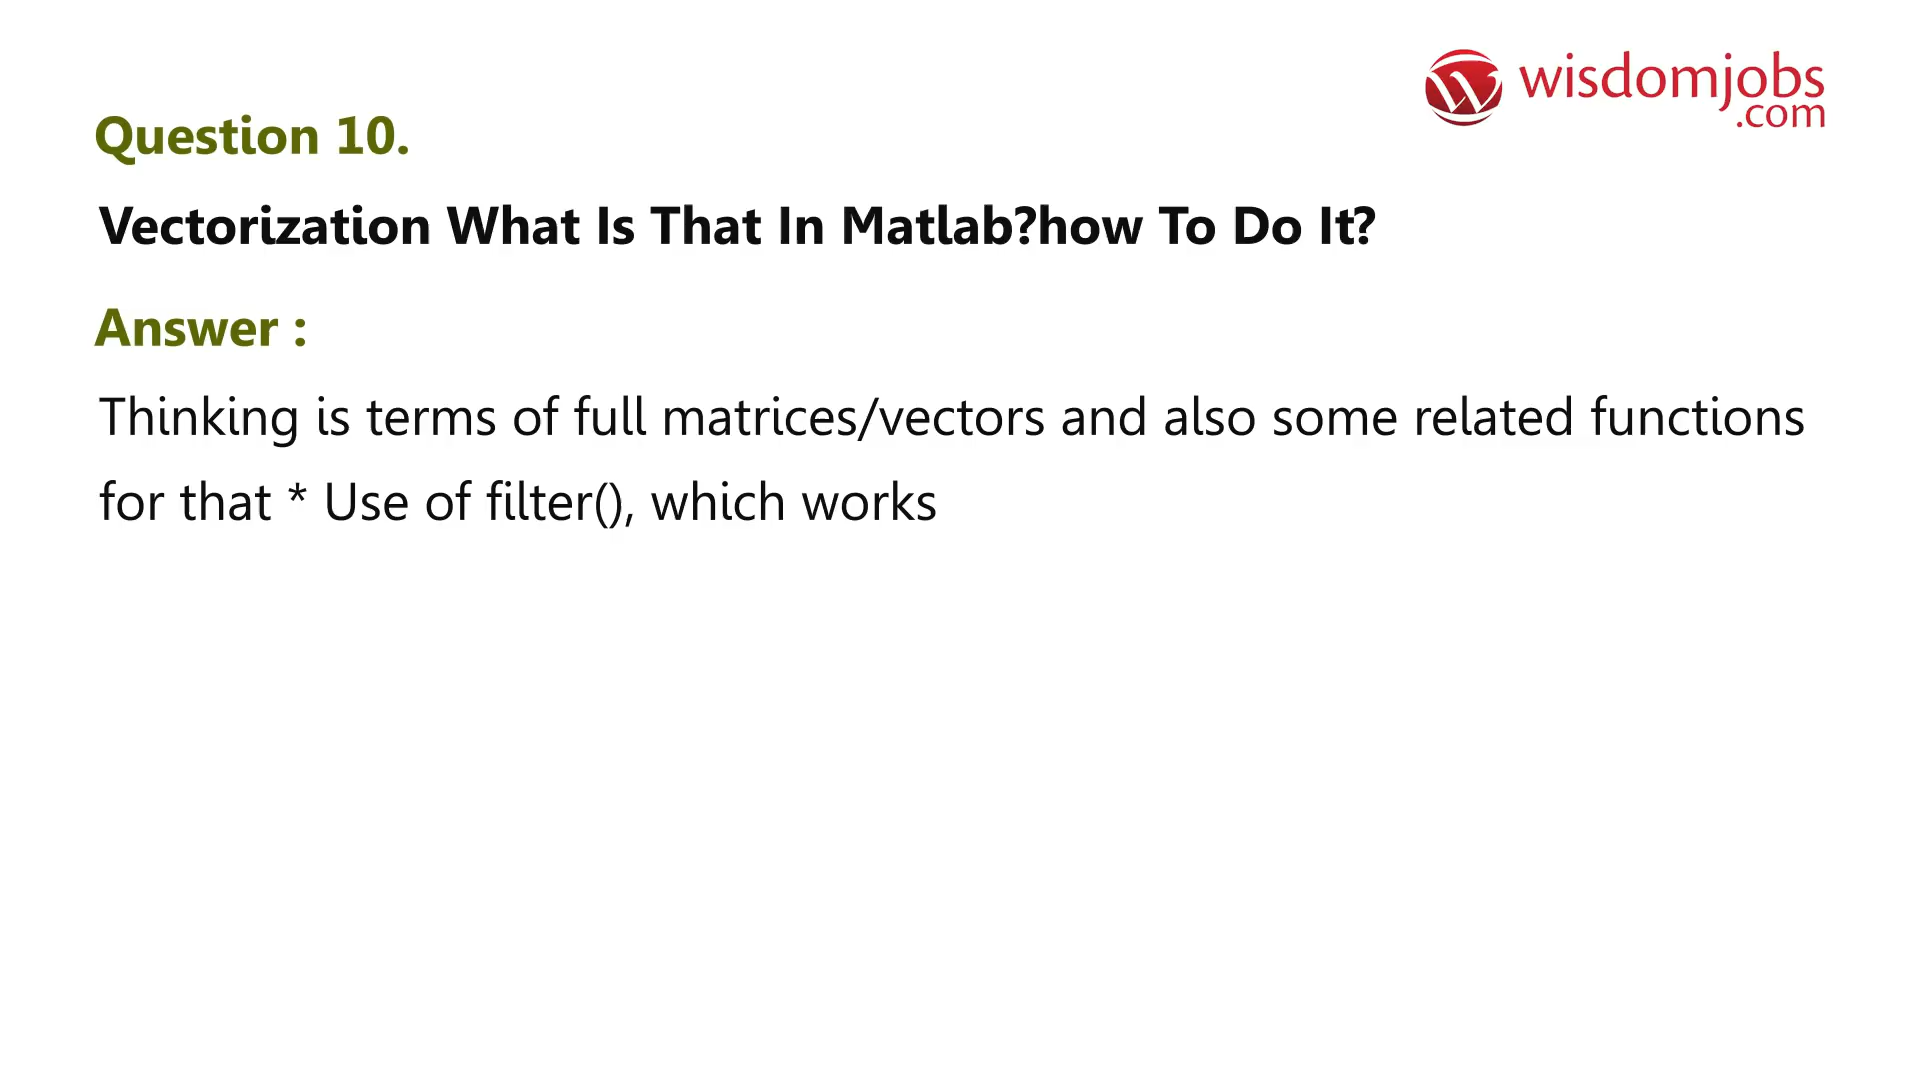 wisdomjobs
.com
Question 10.
Vectorization What Is That In Matlab?how To Do It?
Answer :
Thinking is terms of full matrices/vectors and also some related functions
for that * Use of filter(), which works